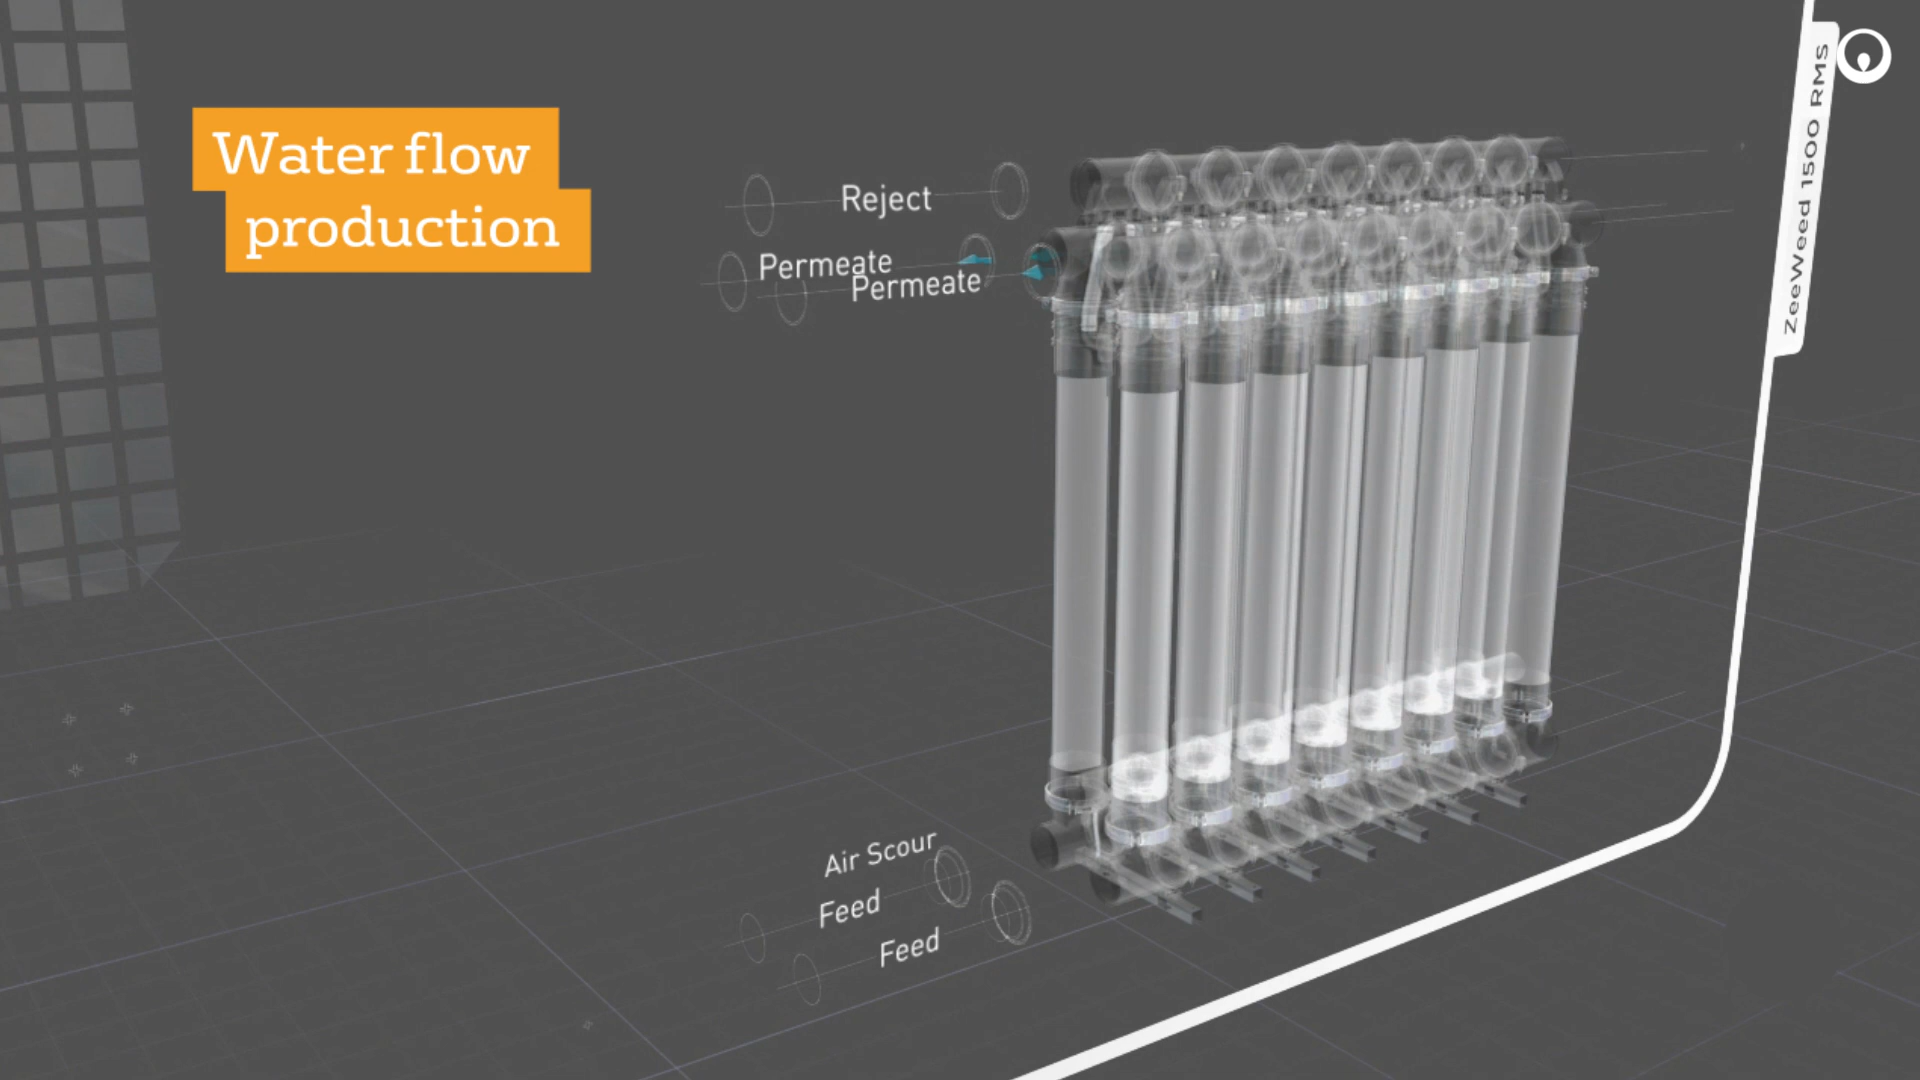 Water flow
production
Reject
Permeate
Permeate
Air Scour
Feed
Feed
ZeeWeed 1500 RMS